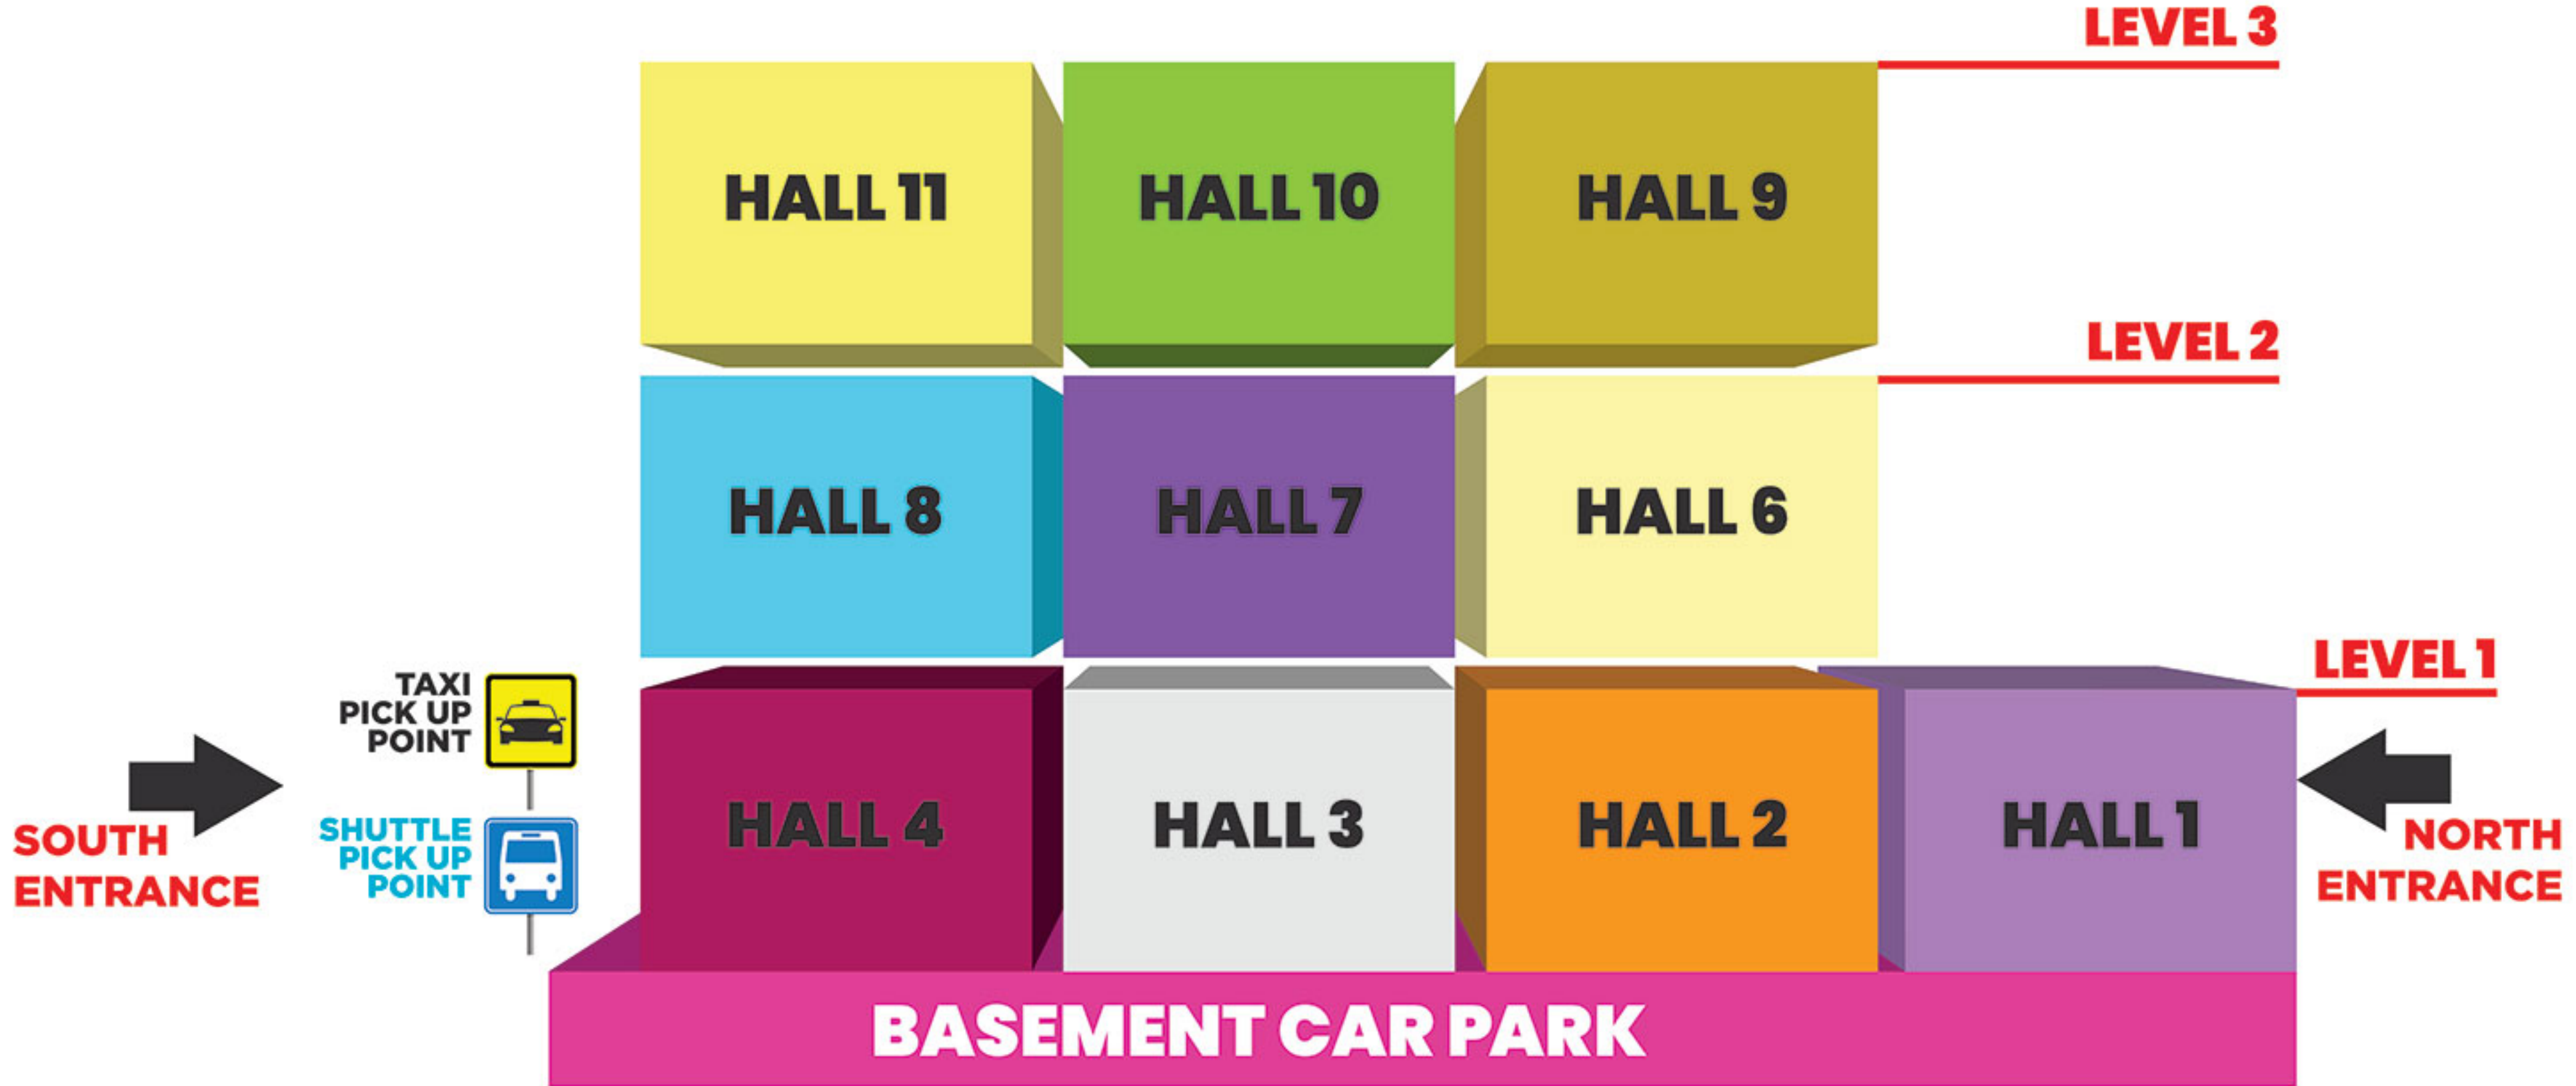 LEVEL 3
HALL 11
HALL 10
HALL 9
LEVEL 2
HALL 8
HALL 7
HALL 6
LEVEL 1
TAXI
PICK UP
POINT
SHUTTLE
PICK UP
POINT
SOUTH
ENTRANCE
HALL 4
HALL 3
HALL 2
HALL 1
NORTH
ENTRANCE
BASEMENT CAR PARK